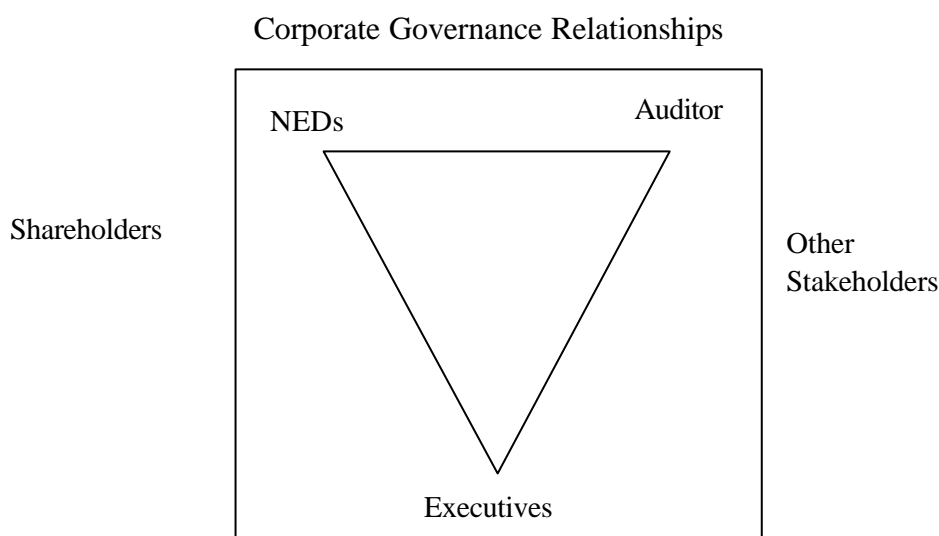 Corporate Governance Relationships
NEDs
Auditor
Shareholders
Other
Stakeholders
Executives